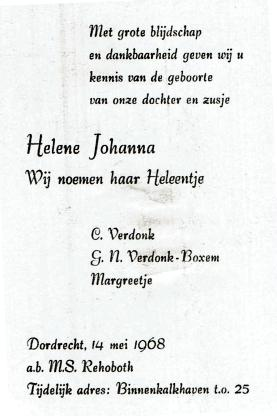 Met grote blijdschap
en dankbaarheid geven wij u
kennis van de geboorte
van onze dochter en zusje
Helene Johanna
Wij noemen haar Heleentje
C. Verdonk
G. N. Verdonk-Boxem
Margreetje
Dordrecht, 14 mei 1968
a.b. M.S. Rehoboth
Tijdelijk adres: Binnenkalkhaven t.o. 25